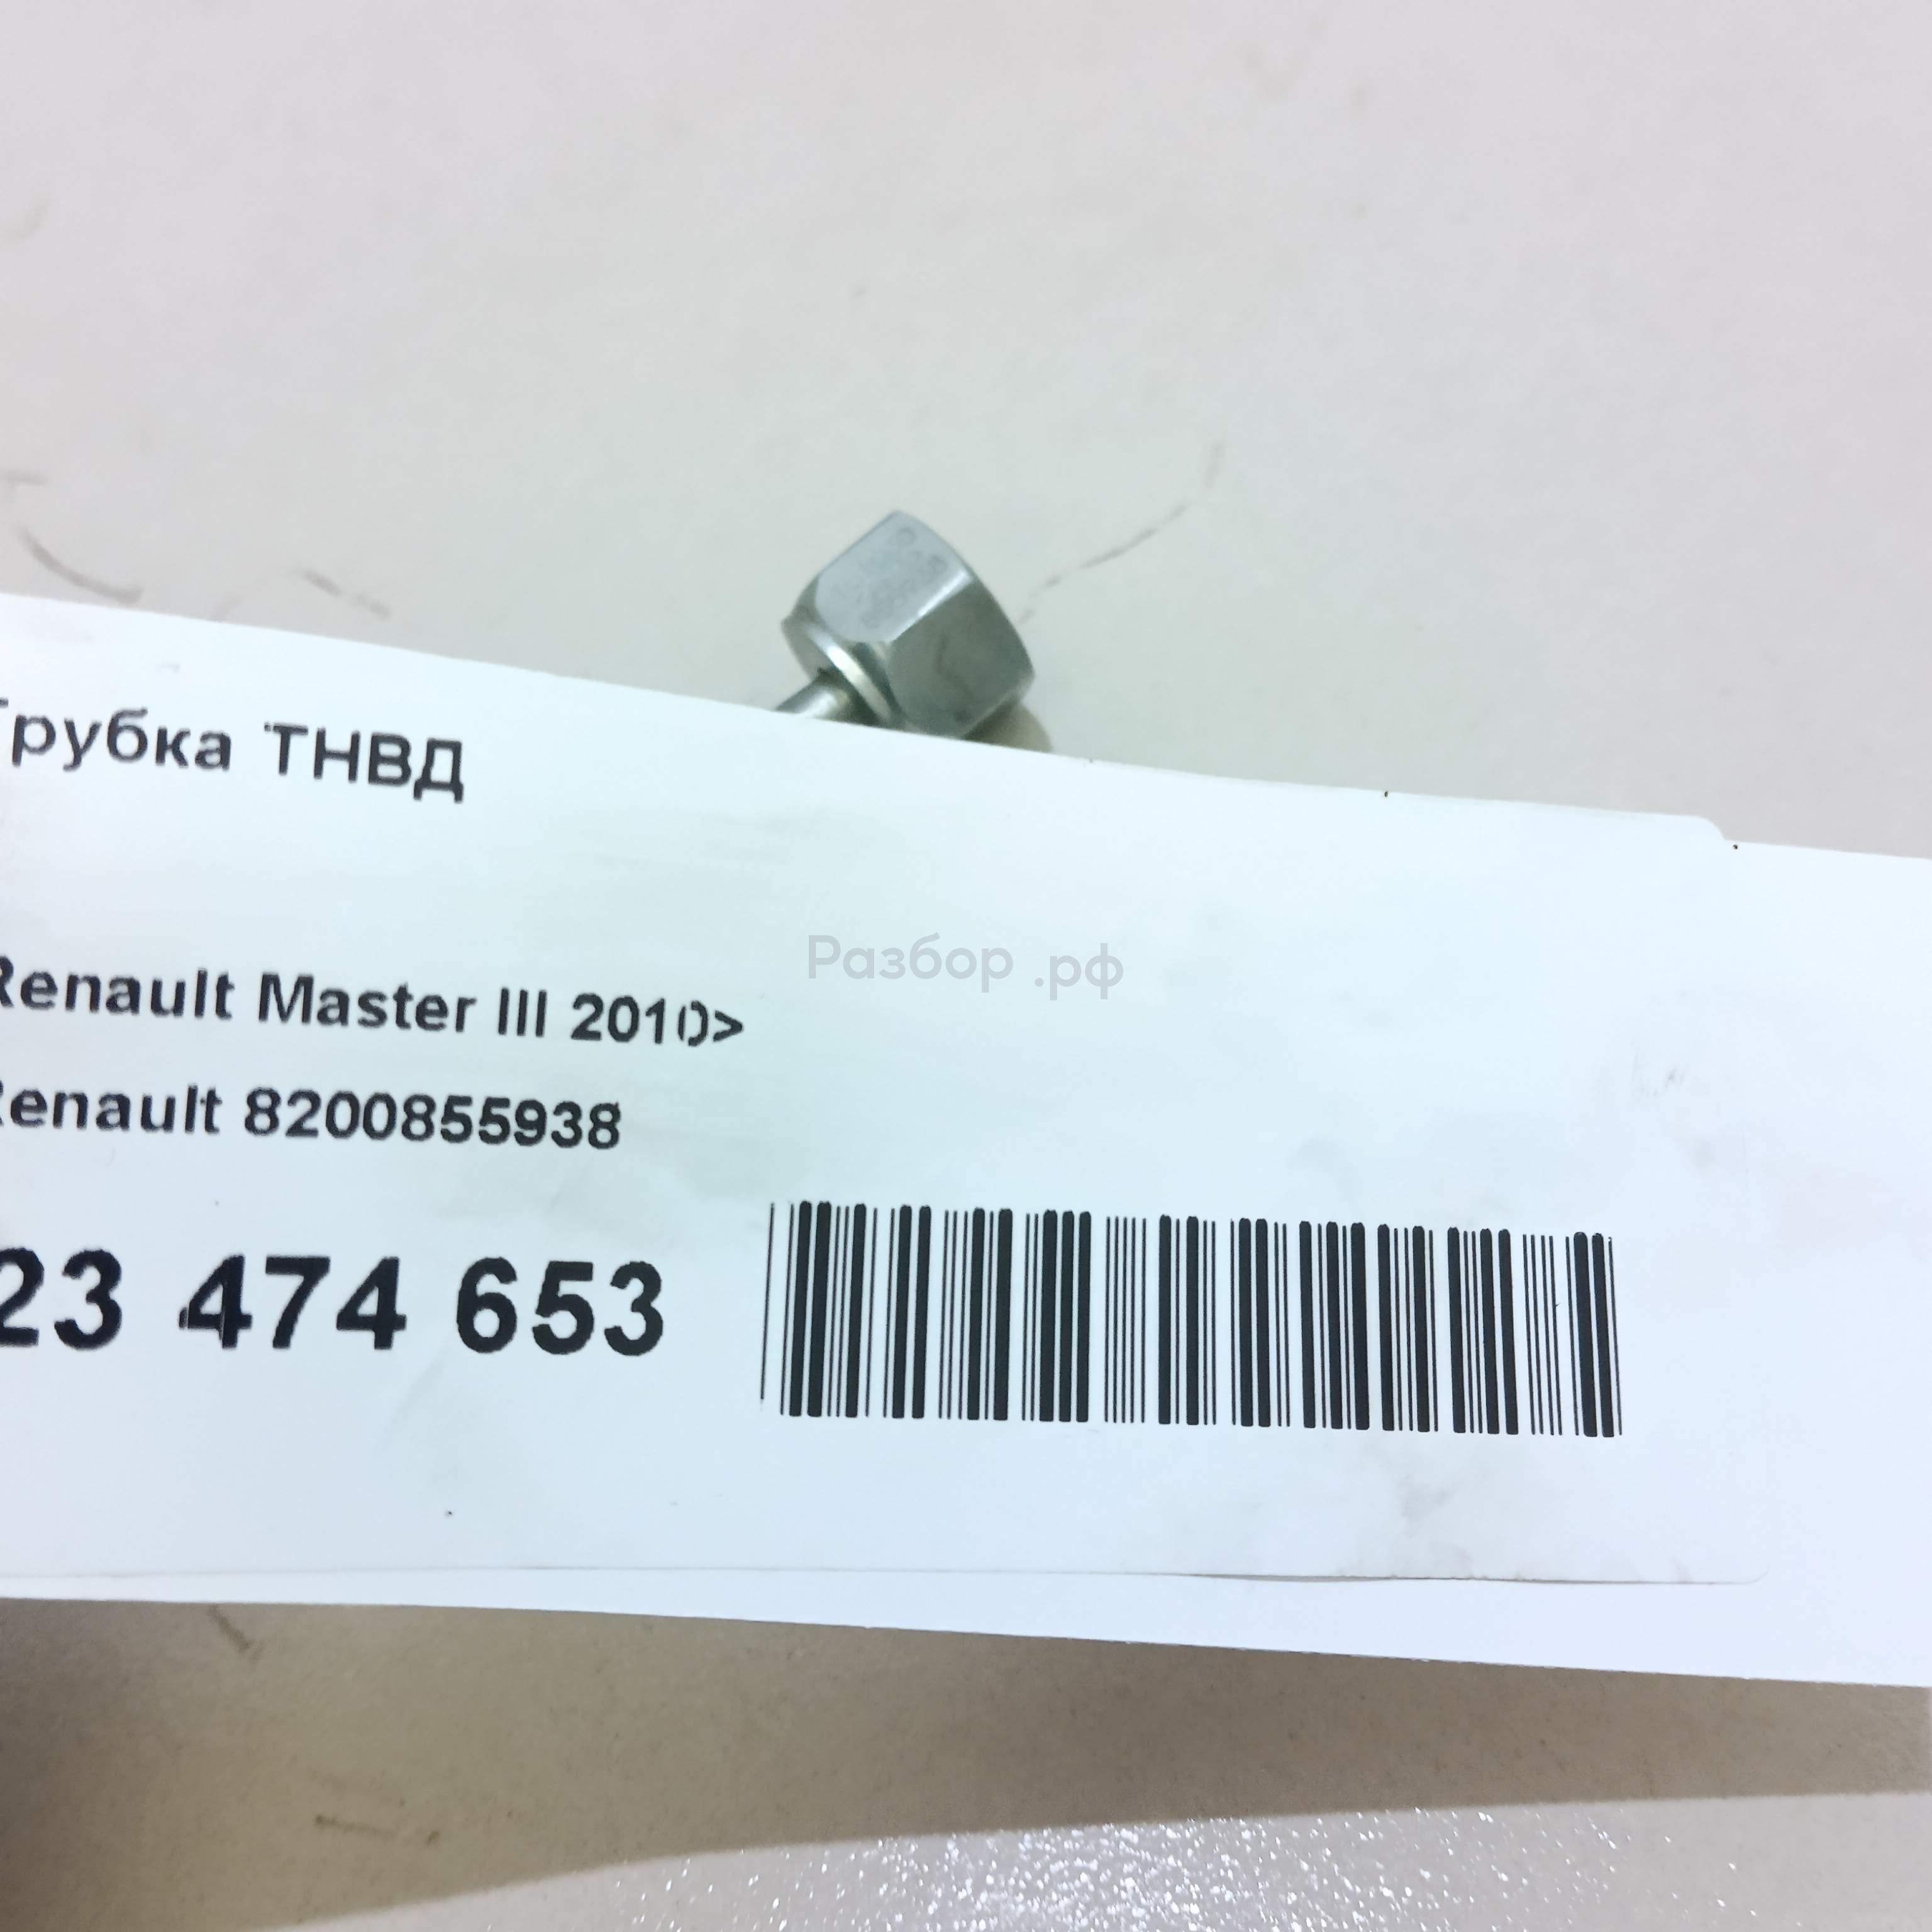 Трубка ТНВД
Разбор .рф
Renault Master III 2010>
Renault 8200855938
23 474 653